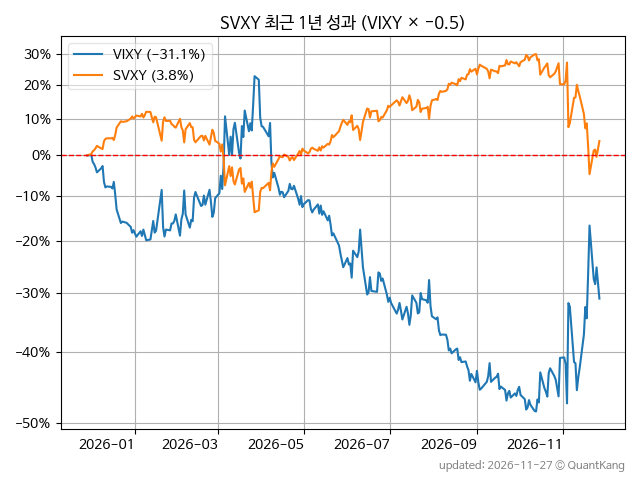 SVXY 최근 1년 성과 (VIXY × −0.5)
VIXY (−31.1%)
SVXY (3.8%)
30%
20%
10%
0%
−10%
−20%
−30%
−40%
−50%
2026-01 2026-03 2026-05 2026-07 2026-09 2026-11
updated: 2026-11-27 © QuantKang